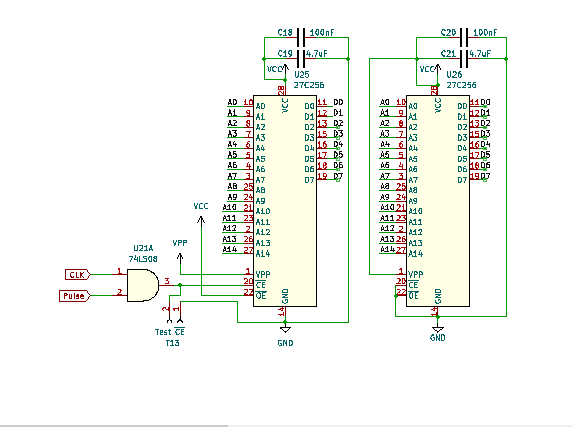 C18 100nF
C19 4.7uF
VCC
U25
27C256
28
VCC
A0 10 A0 D0 11 D0
A1 9 A1 D1 12 D1
A2 8 A2 D2 13 D2
A3 7 A3 D3 15 D3
A4 6 A4 D4 16 D4
A5 5 A5 D5 17 D5
A6 4 A6 D6 18 D6
A7 3 A7 D7 19 D7
A8 25 A8
A9 24 A9
A10 21 A10
A11 23 A11
A12 2 A12
A13 26 A13
A14 27 A14
1 VPP
20 CE
22 OE
GND
14
GND
VCC
VPP
U21A
74LS08
CLK 1
3
Pulse 2
2 1
Test CE
T13
C20 100nF
C21 4.7uF
VCC
U26
27C256
28
VCC
A0 10 A0 D0 11 D0
A1 9 A1 D1 12 D1
A2 8 A2 D2 13 D2
A3 7 A3 D3 15 D3
A4 6 A4 D4 16 D4
A5 5 A5 D5 17 D5
A6 4 A6 D6 18 D6
A7 3 A7 D7 19 D7
A8 25 A8
A9 24 A9
A10 21 A10
A11 23 A11
A12 2 A12
A13 26 A13
A14 27 A14
1 VPP
20 CE
22 OE
GND
14
GND